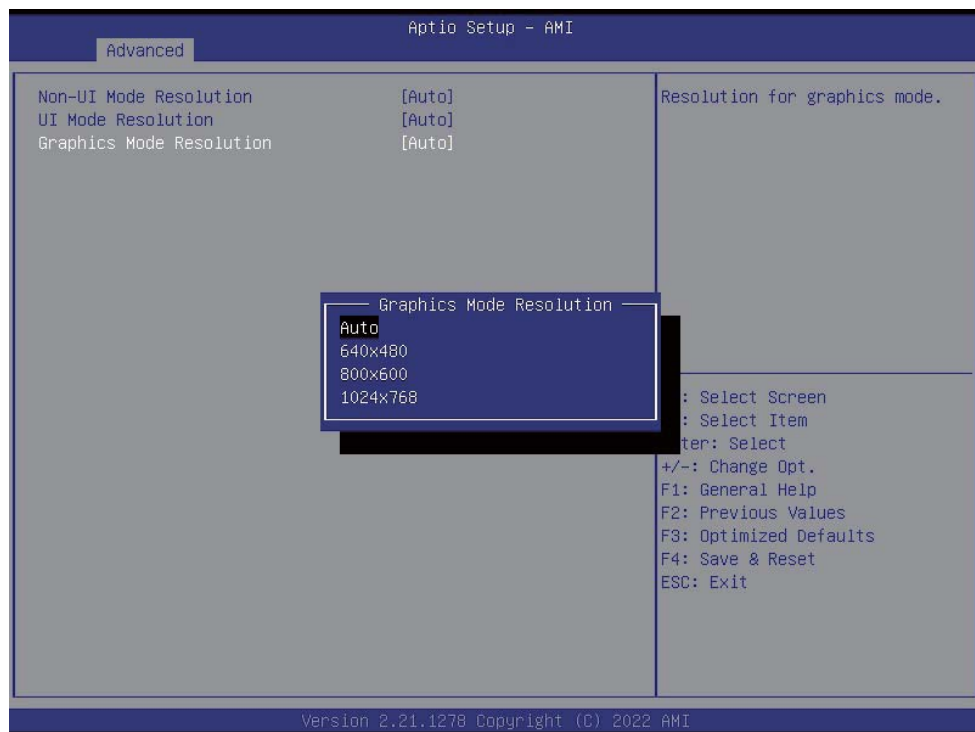 Aptio Setup – AMI
Advanced
Non-UI Mode Resolution [Auto]
UI Mode Resolution [Auto]
Graphics Mode Resolution [Auto]
Resolution for graphics mode.
Graphics Mode Resolution
Auto
640x480
800x600
1024x768
: Select Screen
: Select Item
ter: Select
+/-: Change Opt.
F1: General Help
F2: Previous Values
F3: Optimized Defaults
F4: Save & Reset
ESC: Exit
Version 2.21.1278 Copyright (C) 2022 AMI